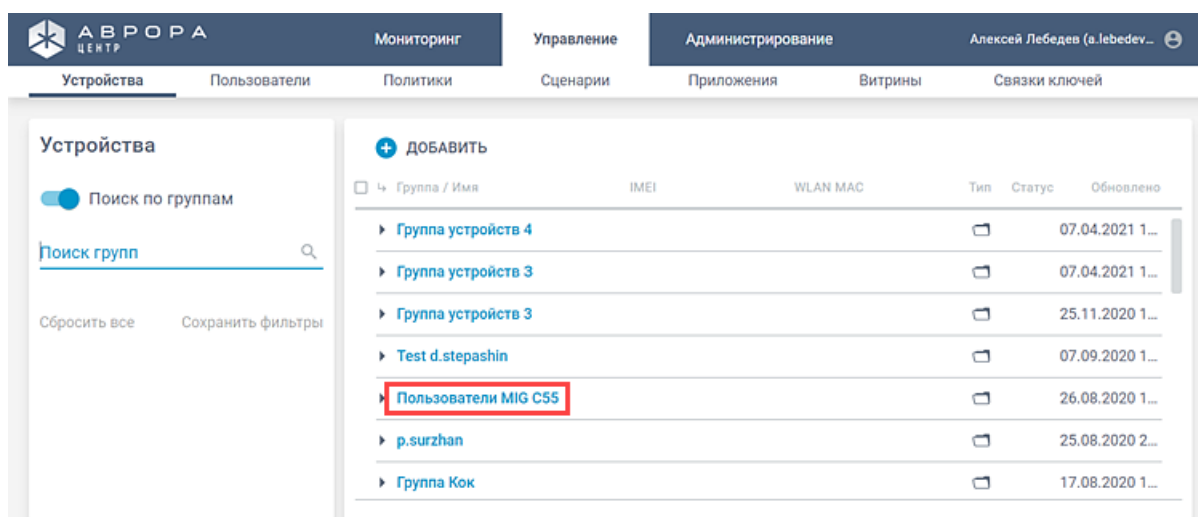 АВРОРА
ЦЕНТР
Мониторинг Управление Администрирование Алексей Лебедев (a.lebedev...
Устройства Пользователи Политики Сценарии Приложения Витрины Связки ключей
Устройства
Поиск по группам
Поиск групп
Сбросить все Сохранить фильтры
ДОБАВИТЬ
Группа / Имя IMEI WLAN MAC Тип Статус Обновлено
Группа устройств 4 07.04.2021 1...
Группа устройств 3 07.04.2021 1...
Группа устройств 3 25.11.2020 1...
Test d.stepashin 07.09.2020 1...
Пользователи MIG C55 26.08.2020 1...
p.surzhan 25.08.2020 2...
Группа Кок 17.08.2020 1...